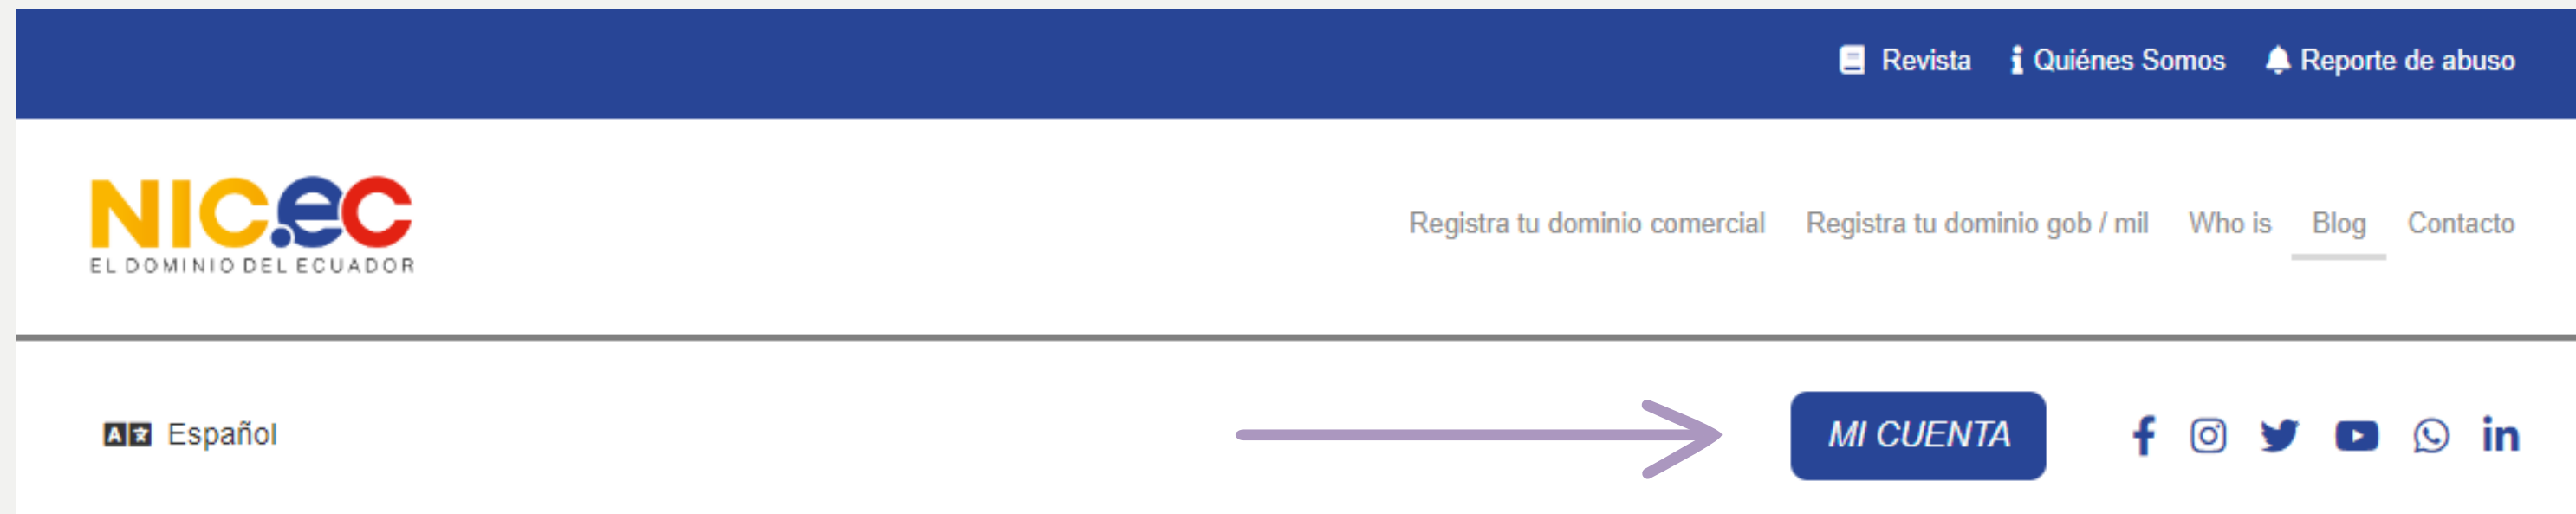 Revista Quiénes Somos Reporte de abuso
NIC.eC
EL DOMINIO DEL ECUADOR
Registra tu dominio comercial Registra tu dominio gob / mil Who is Blog Contacto
Español
MI CUENTA